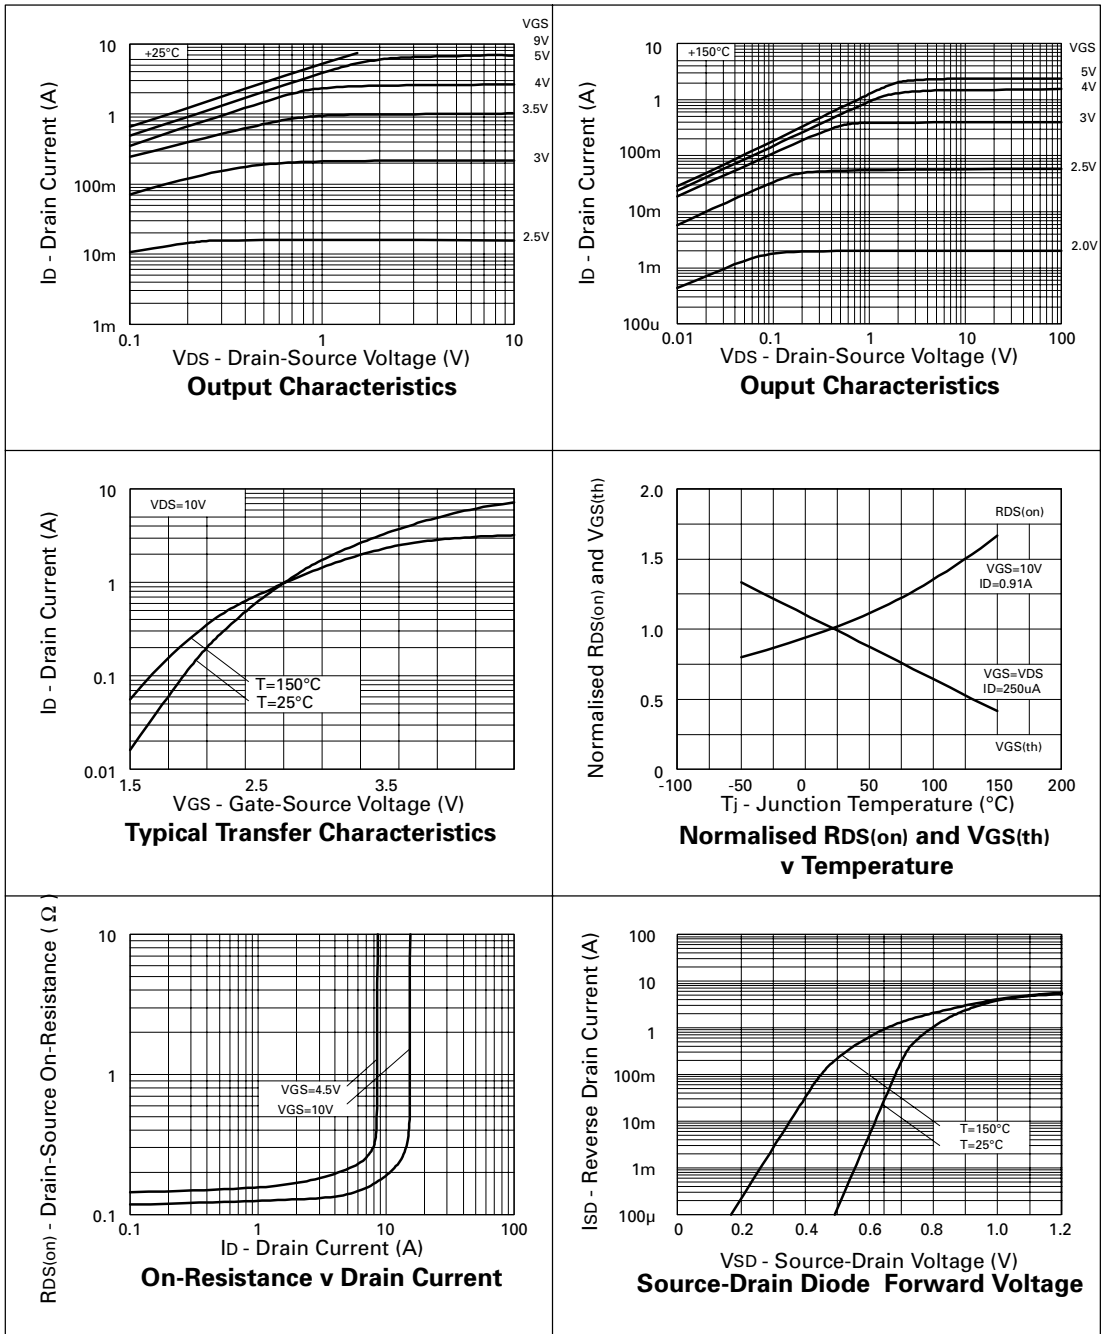 VGS
+25°C
10
9V
5V
4V
1
3.5V
100m
3V
10m
2.5V
1m
0.1
1
10
ID - Drain Current (A)
VDS - Drain-Source Voltage (V)
Output Characteristics
+150°C
VGS
10
5V
4V
1
3V
100m
2.5V
10m
2.0V
1m
100u
0.01
0.1
1
10
100
ID - Drain Current (A)
VDS - Drain-Source Voltage (V)
Ouput Characteristics
VDS=10V
10
1
0.1
0.01
T=150°C
T=25°C
1.5
2.5
3.5
ID - Drain Current (A)
VGS - Gate-Source Voltage (V)
Typical Transfer Characteristics
2.0
1.5
1.0
0.5
0
RDS(on)
VGS=10V
ID=0.91A
VGS=VDS
ID=250uA
VGS(th)
-100
-50
0
50
100
150
200
Normalised RDS(on) and VGS(th)
Tj - Junction Temperature (°C)
Normalised RDS(on) and VGS(th)
v Temperature
10
1
0.1
VGS=4.5V
VGS=10V
0.1
1
10
100
RDS(on) - Drain-Source On-Resistance (Ω)
ID - Drain Current (A)
On-Resistance v Drain Current
100
10
1
100m
10m
1m
100µ
T=150°C
T=25°C
0
0.2
0.4
0.6
0.8
1.0
1.2
ISD - Reverse Drain Current (A)
VSD - Source-Drain Voltage (V)
Source-Drain Diode Forward Voltage